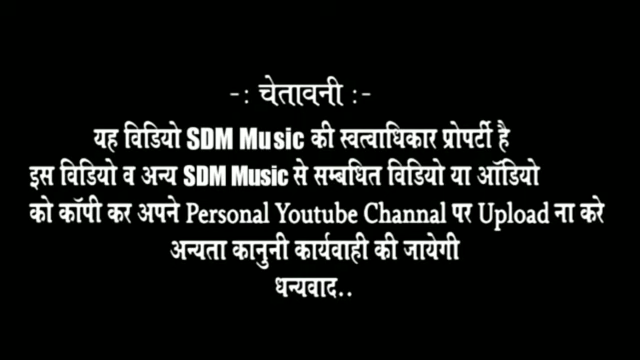 -: चेतावनी :-
यह विडियो SDM Music की स्वत्वाधिकार प्रोपर्टी है
इस विडियो व अन्य SDM Music से सम्बधित विडियो या ऑडियो
को कॉपी कर अपने Personal Youtube Channal पर Upload ना करे
अन्यता कानुनी कार्यवाही की जायेगी
धन्यवाद..